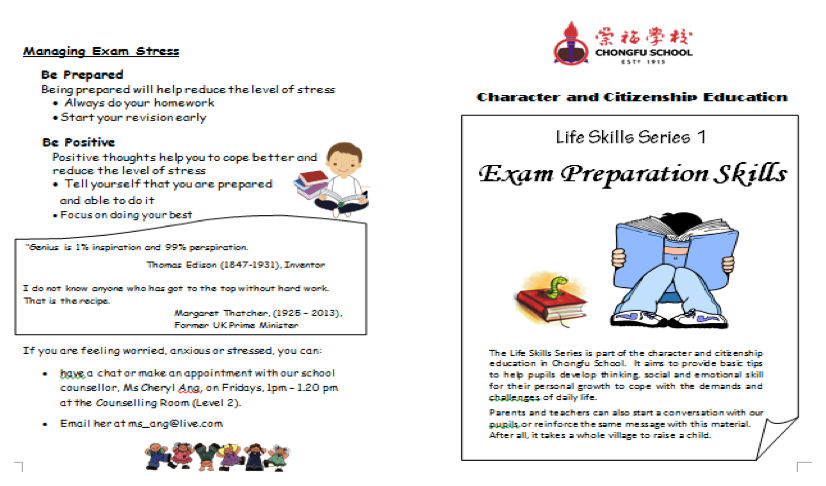 Managing Exam Stress
Be Prepared
Being prepared will help reduce the level of stress
• Always do your homework
• Start your revision early
Be Positive
Positive thoughts help you to cope better and
reduce the level of stress
• Tell yourself that you are prepared
and able to do it
• Focus on doing your best
"Genius is 1% inspiration and 99% perspiration.
Thomas Edison (1847-1931), Inventor
I do not know anyone who has got to the top without hard work.
That is the recipe.
Margaret Thatcher, (1925 – 2013),
Former UK Prime Minister
If you are feeling worried, anxious or stressed, you can:
• have a chat or make an appointment with our school
counsellor, Ms Cheryl Ang, on Fridays, 1pm – 1.20 pm
at the Counselling Room (Level 2).
• Email her at ms_ang@live.com
崇福學校
CHONGFU SCHOOL
ESTD 1915
Character and Citizenship Education
Life Skills Series 1
Exam Preparation Skills
The Life Skills Series is part of the character and citizenship
education in Chongfu School. It aims to provide basic tips
to help pupils develop thinking, social and emotional skill
for their personal growth to cope with the demands and
challenges of daily life.
Parents and teachers can also start a conversation with our
pupils or reinforce the same message with this material.
After all, it takes a whole village to raise a child.